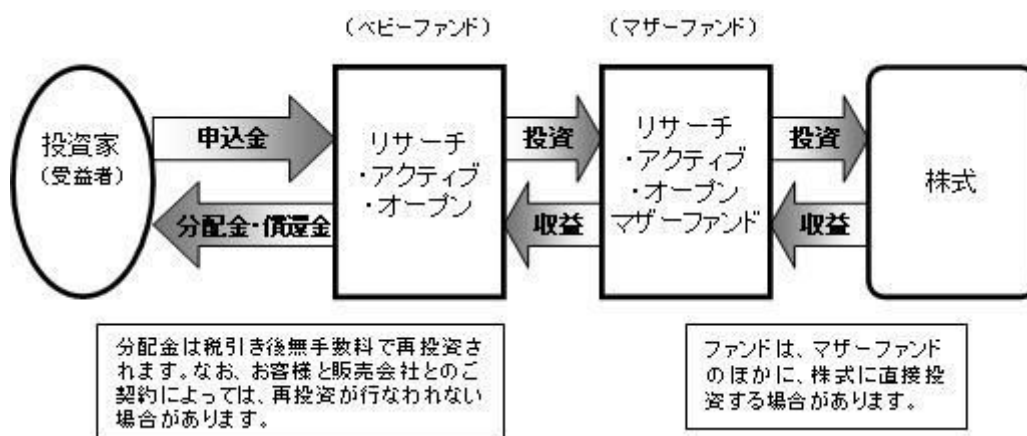 （ベビーファンド）
（マザーファンド）
投資家
（受益者）
申込金
分配金・償還金
リサーチ
・アクティブ
・オープン
投資
収益
リサーチ
・アクティブ
・オープン
マザーファンド
投資
収益
株式
分配金は税引き後無手数料で再投資さ
れます。なお、お客様と販売会社とのご
契約によっては、再投資が行なわれない
場合があります。
ファンドは、マザーファンド
のほかに、株式に直接投
資する場合があります。